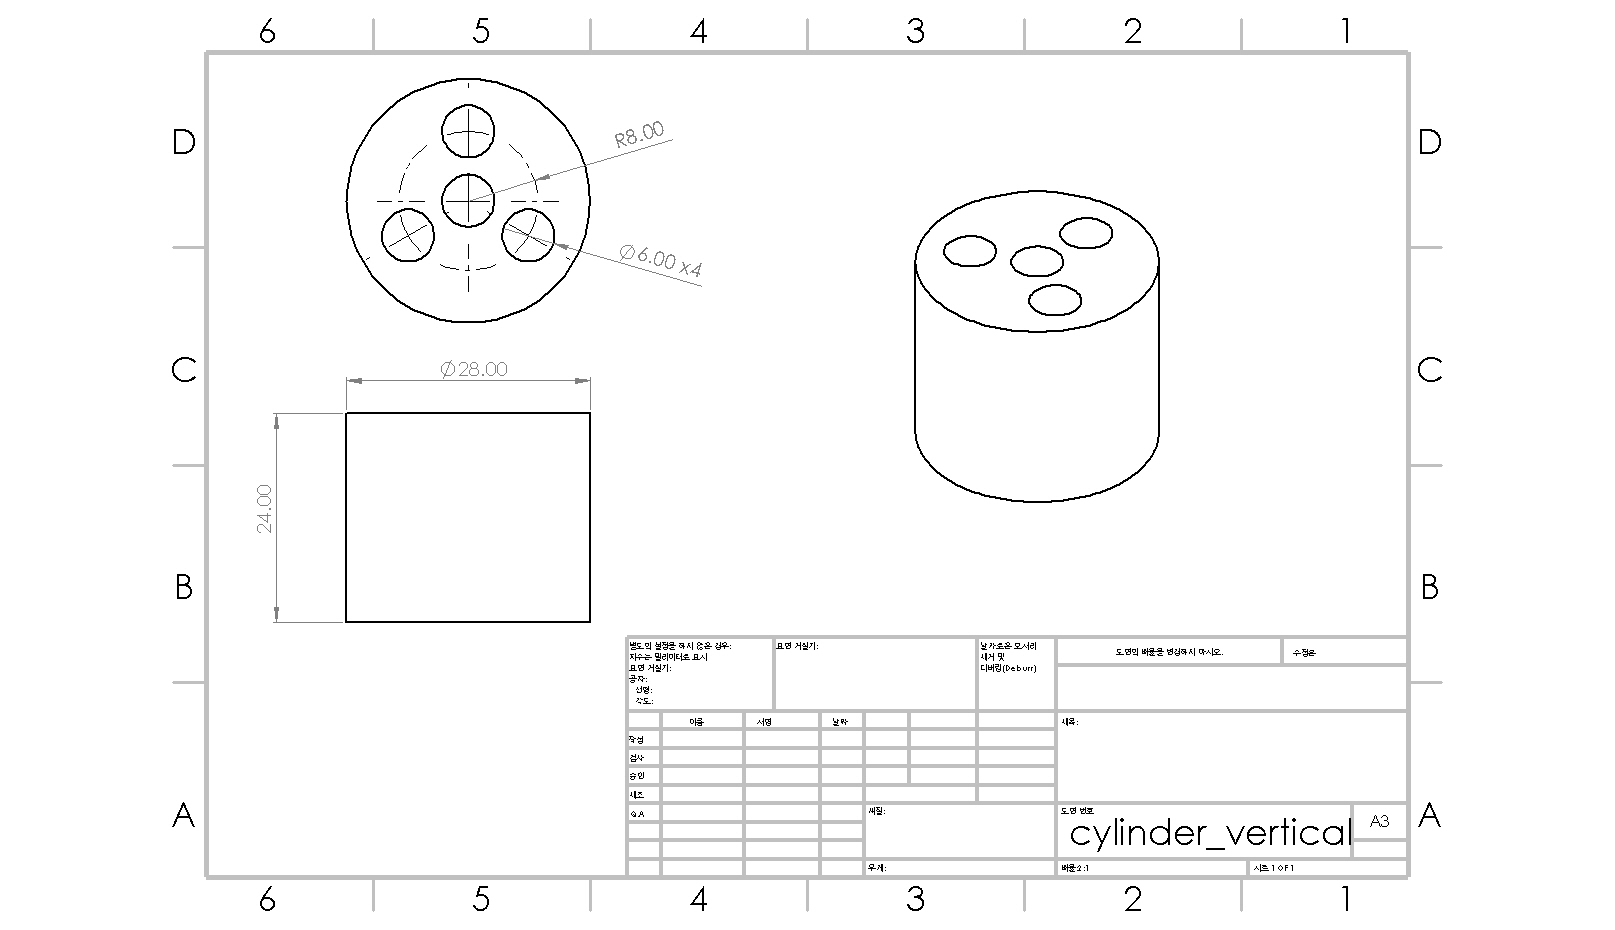 6 5 4 3 2 1
D D
R8.00
Ø6.00 x4
C C
Ø28.00
24.00
B B
별도의 설정을 하지 않은 경우:
치수는 밀리미터로 표시
표면 거칠기:
공차:
선형:
각도:
표면 거칠기:
날카로운 모서리
제거 및
디버링(Deburr)
도면의 배율을 변경하지 마시오.
수정본
이름 서명 날짜
제목:
작성
검사
승인
제조
Q.A
재질:
도면 번호
cylinder_vertical
A3
A A
무게:
배율:2:1
시트 1 OF 1
6 5 4 3 2 1